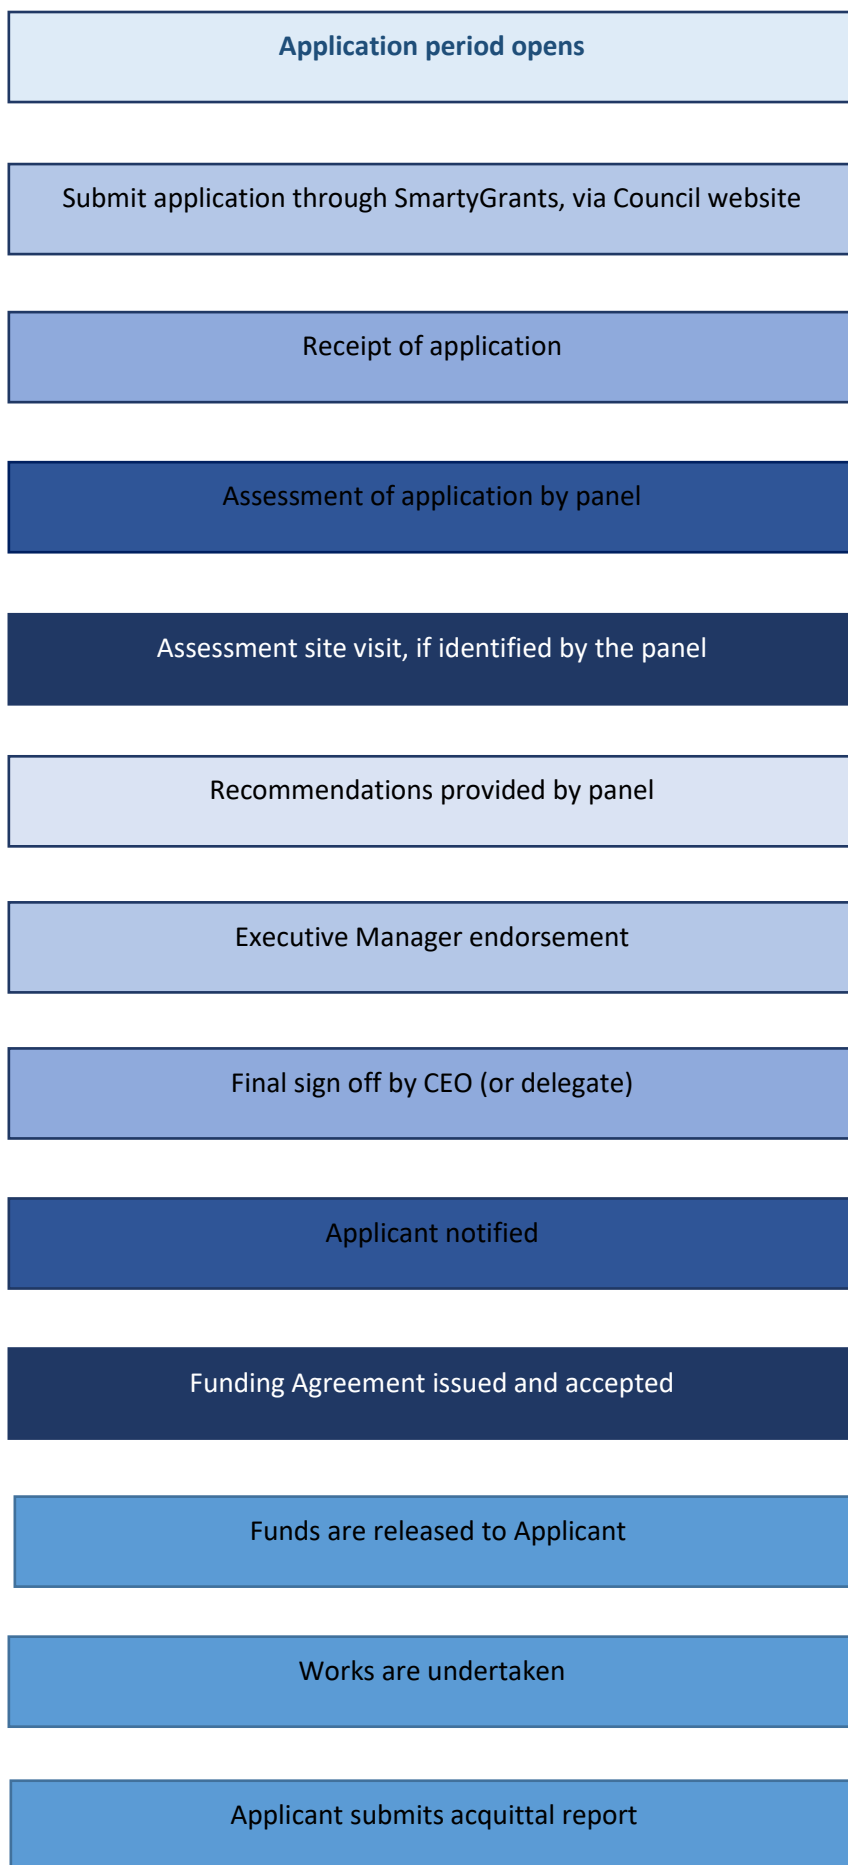 Application period opens
Submit application through SmartyGrants, via Council website
Receipt of application
Assessment of application by panel
Assessment site visit, if identified by the panel
Recommendations provided by panel
Executive Manager endorsement
Final sign off by CEO (or delegate)
Applicant notified
Funding Agreement issued and accepted
Funds are released to Applicant
Works are undertaken
Applicant submits acquittal report